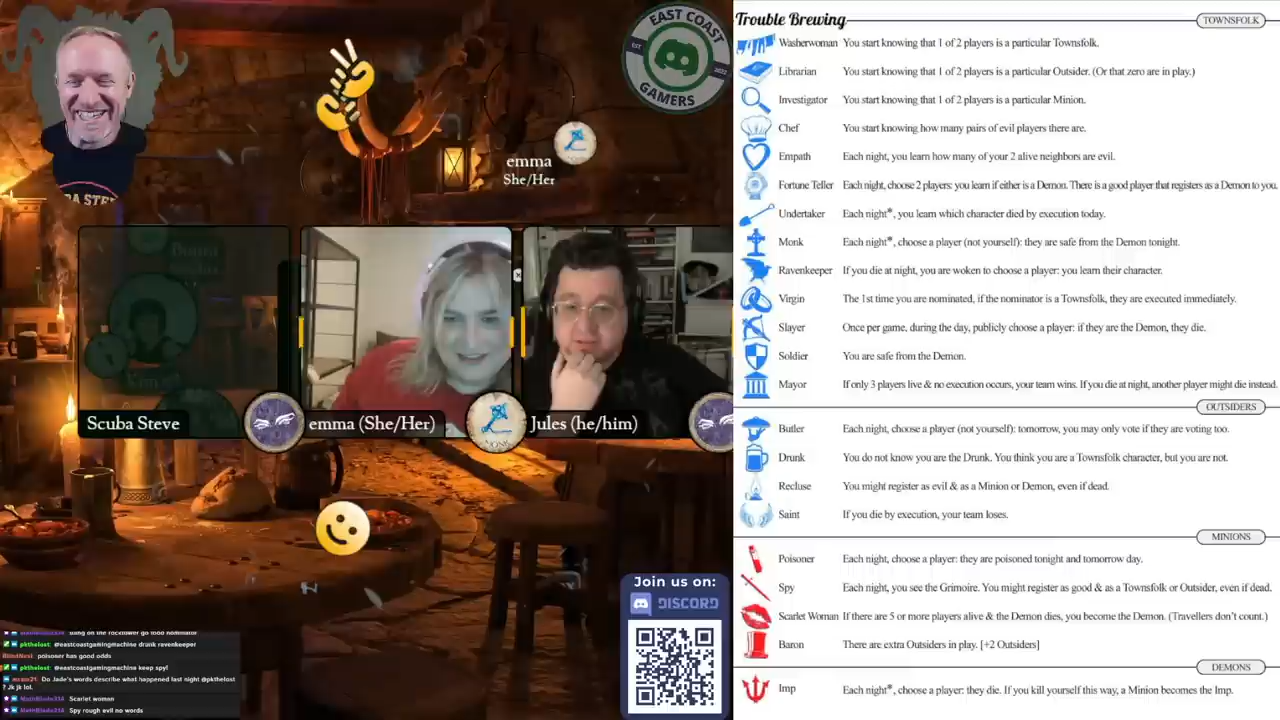 EAST COAST
EST
2022
GAMERS
emma
She/Her
Scuba Steve
emma (She/Her)
Jules (he/him)
Join us on:
DISCORD
pkthelost: @eastcoastgamingmachine drunk ravenkeeper
poisoner has good odds
pkthelost: @eastcoastgamingmachine keep spy!
Do Jade's words describe what happened last night @pkthelost
? Jk jk lol.
MathBlade314 Scarlet woman
MathBlade314 Spy rough evil no words
Trouble Brewing
TOWNSFOLK
Washerwoman You start knowing that 1 of 2 players is a particular Townsfolk.
Librarian You start knowing that 1 of 2 players is a particular Outsider. (Or that zero are in play.)
Investigator You start knowing that 1 of 2 players is a particular Minion.
Chef You start knowing how many pairs of evil players there are.
Empath Each night, you learn how many of your 2 alive neighbors are evil.
Fortune Teller Each night, choose 2 players: you learn if either is a Demon. There is a good player that registers as a Demon to you.
Undertaker Each night*, you learn which character died by execution today.
Monk Each night*, choose a player (not yourself): they are safe from the Demon tonight.
Ravenkeeper If you die at night, you are woken to choose a player: you learn their character.
Virgin The 1st time you are nominated, if the nominator is a Townsfolk, they are executed immediately.
Slayer Once per game, during the day, publicly choose a player: if they are the Demon, they die.
Soldier You are safe from the Demon.
Mayor If only 3 players live & no execution occurs, your team wins. If you die at night, another player might die instead.
OUTSIDERS
Butler Each night, choose a player (not yourself): tomorrow, you may only vote if they are voting too.
Drunk You do not know you are the Drunk. You think you are a Townsfolk character, but you are not.
Recluse You might register as evil & as a Minion or Demon, even if dead.
Saint If you die by execution, your team loses.
MINIONS
Poisoner Each night, choose a player: they are poisoned tonight and tomorrow day.
Spy Each night, you see the Grimoire. You might register as good & as a Townsfolk or Outsider, even if dead.
Scarlet Woman If there are 5 or more players alive & the Demon dies, you become the Demon. (Travellers don't count.)
Baron There are extra Outsiders in play. [+2 Outsiders]
DEMONS
Imp Each night*, choose a player: they die. If you kill yourself this way, a Minion becomes the Imp.